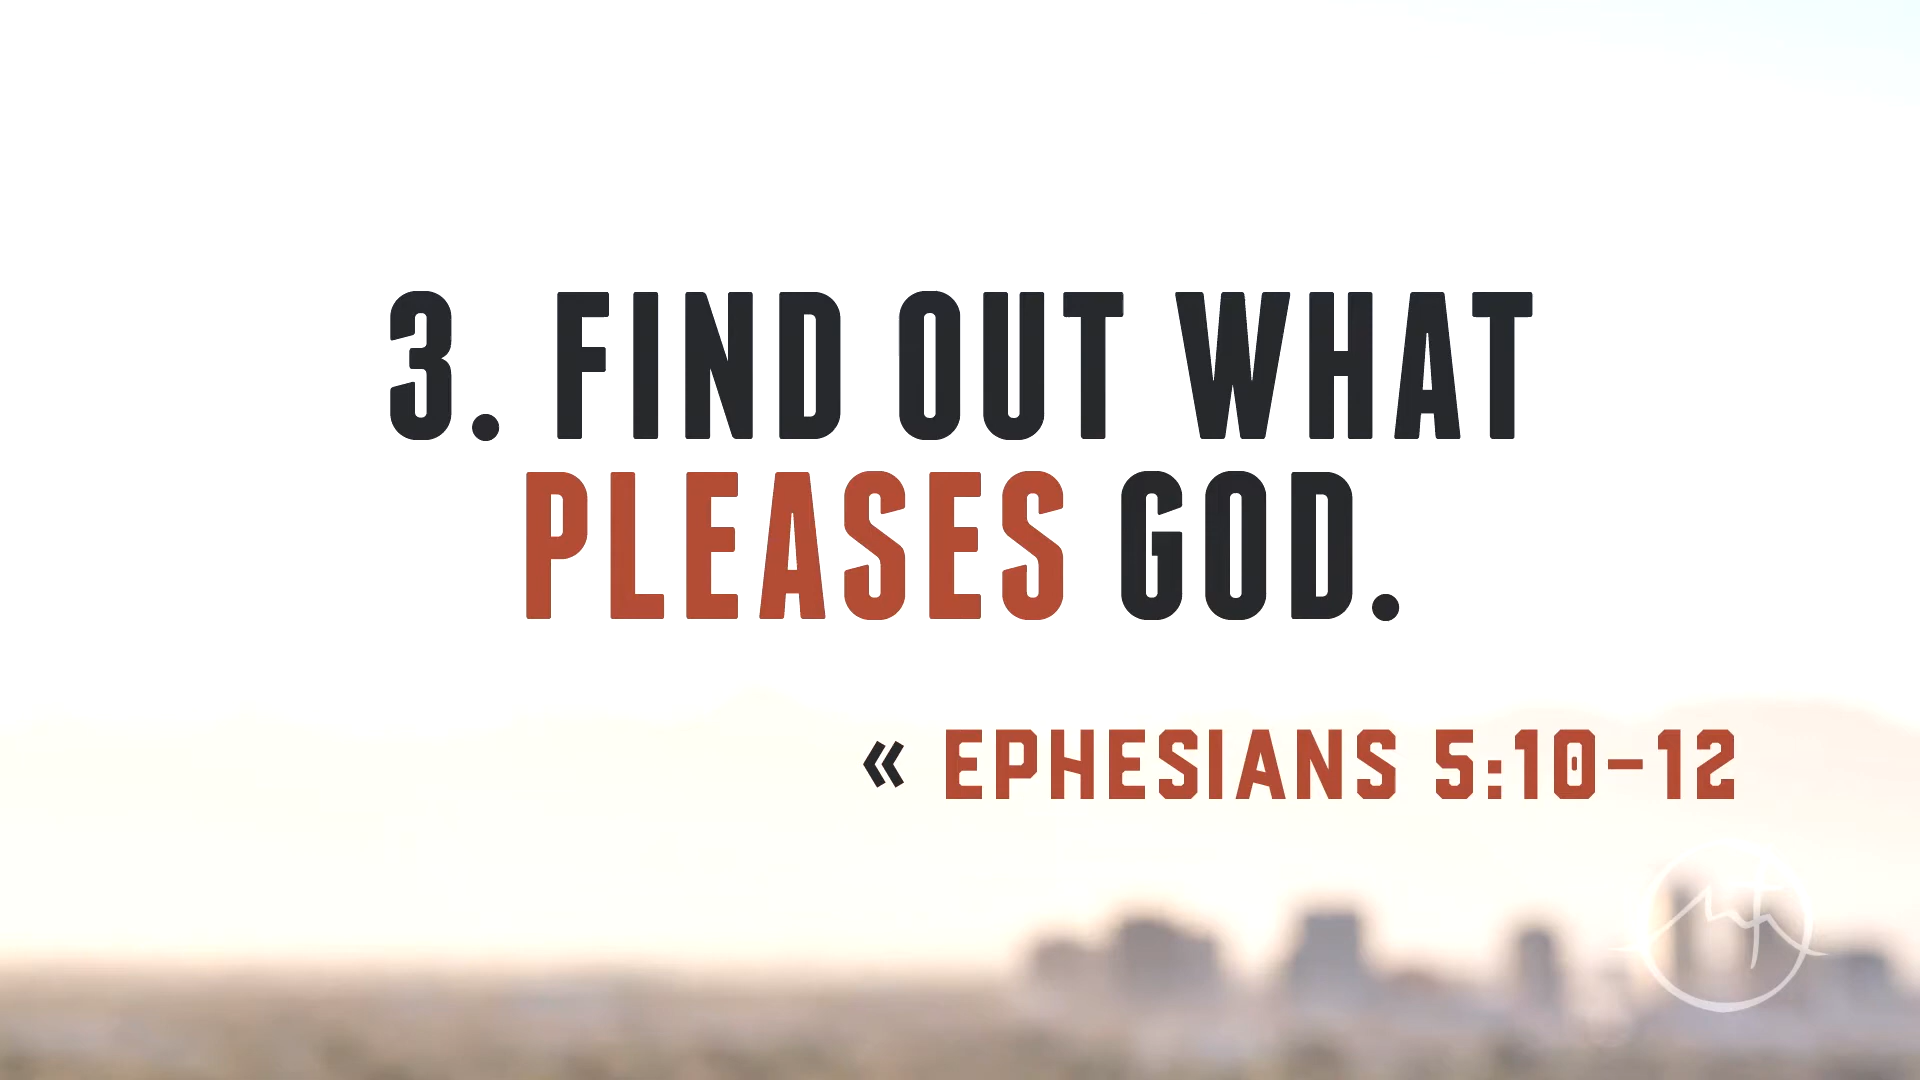 3. FIND OUT WHAT
PLEASES GOD.
« EPHESIANS 5:10–12